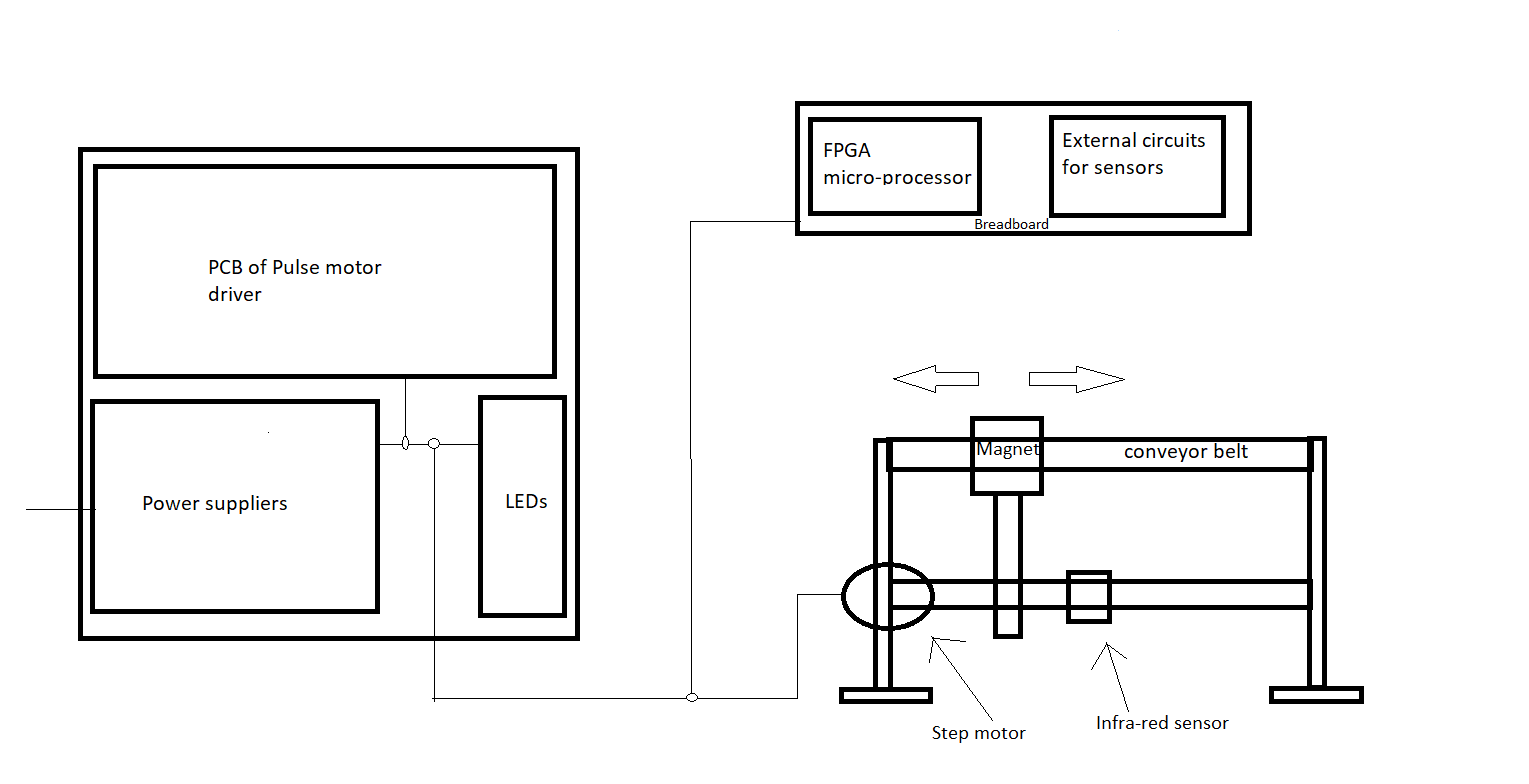 FPGA
micro-processor
External circuits
for sensors
Breadboard
PCB of Pulse motor
driver
Power suppliers
LEDs
Magnet
conveyor belt
Step motor
Infra-red sensor